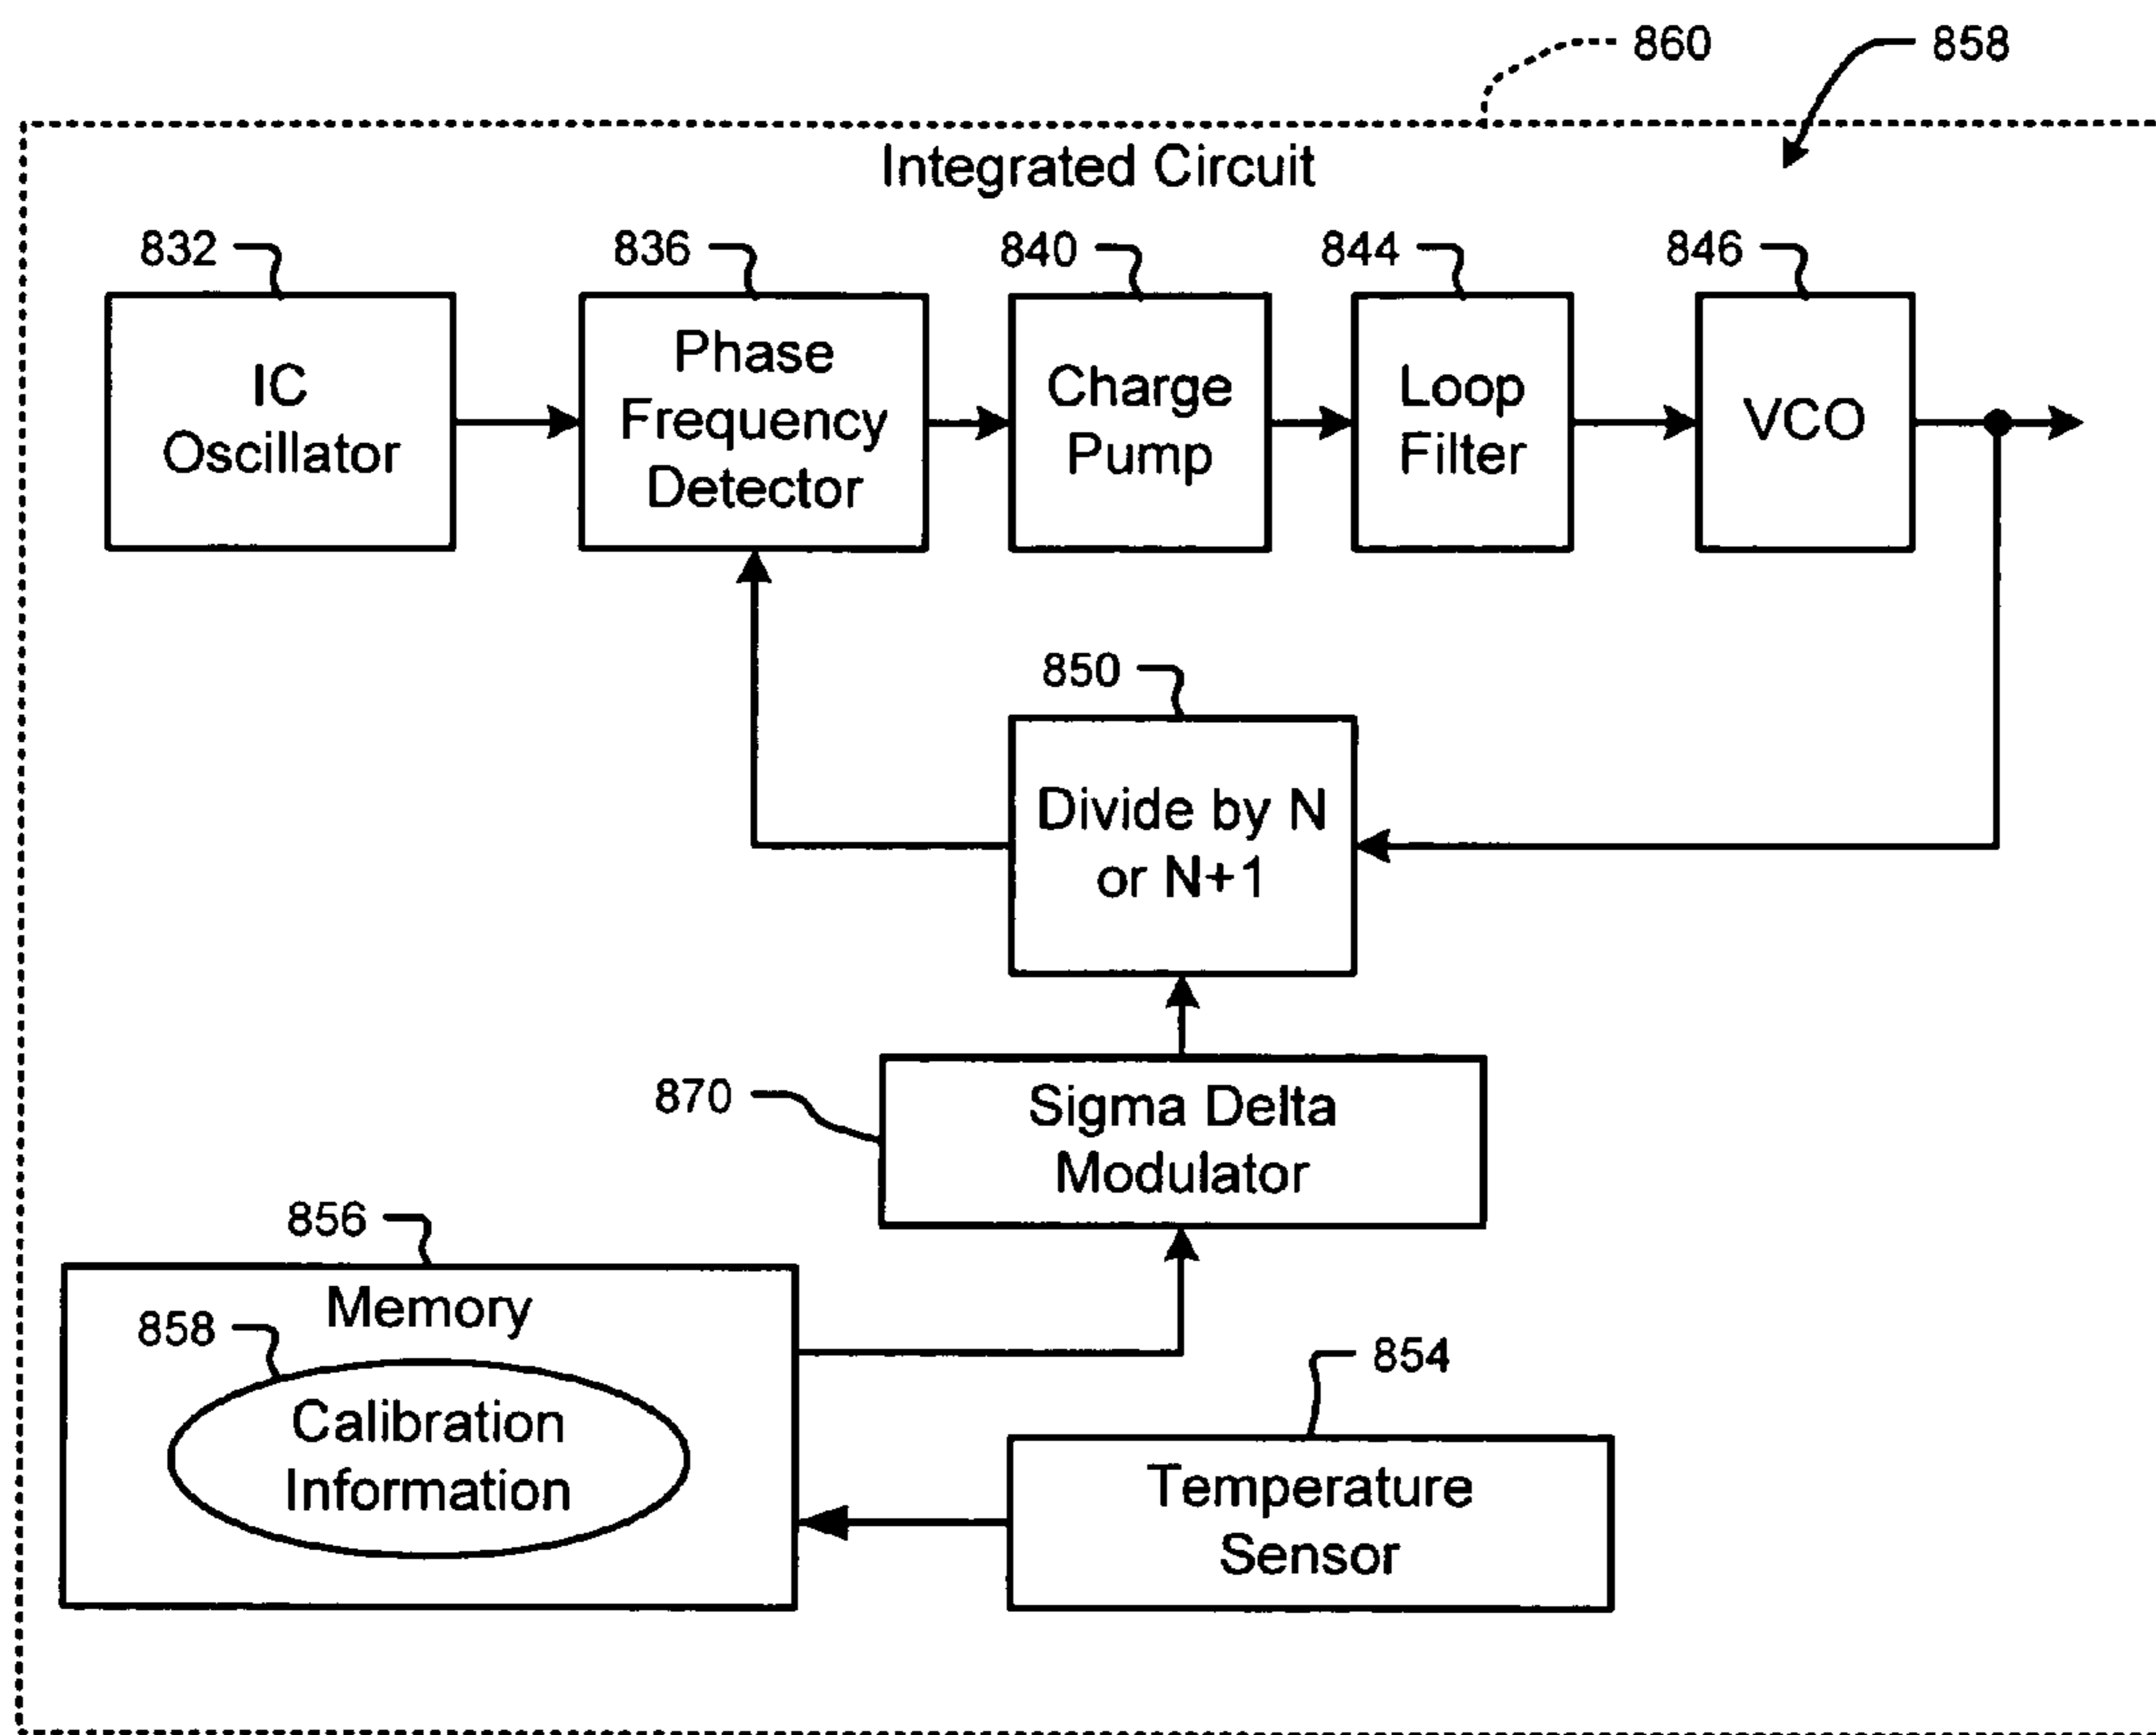 860
858
Integrated Circuit
832
836
840
844
846
IC
Oscillator
Phase
Frequency
Detector
Charge
Pump
Loop
Filter
VCO
850
Divide by N
or N+1
870
Sigma Delta
Modulator
856
Memory
858
Calibration
Information
854
Temperature
Sensor